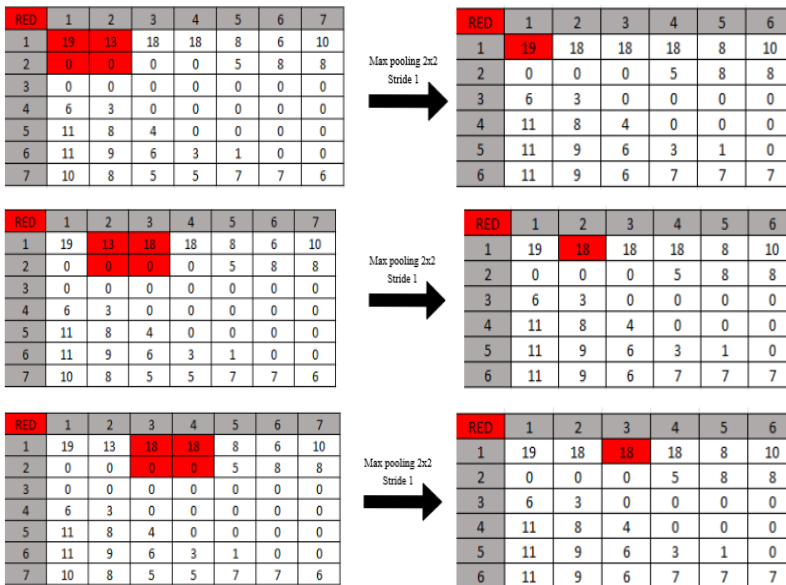 RED 1 2 3 4 5 6 7
1 19 13 18 18 8 6 10
2 0 0 0 0 5 8 8
3 0 0 0 0 0 0 0
4 6 3 0 0 0 0 0
5 11 8 4 0 0 0 0
6 11 9 6 3 1 0 0
7 10 8 5 5 7 7 6
Max pooling 2x2
Stride 1
RED 1 2 3 4 5 6
1 19 18 18 18 8 10
2 0 0 0 5 8 8
3 6 3 0 0 0 0
4 11 8 4 0 0 0
5 11 9 6 3 1 0
6 11 9 6 7 7 7
RED 1 2 3 4 5 6 7
1 19 13 18 18 8 6 10
2 0 0 0 0 5 8 8
3 0 0 0 0 0 0 0
4 6 3 0 0 0 0 0
5 11 8 4 0 0 0 0
6 11 9 6 3 1 0 0
7 10 8 5 5 7 7 6
Max pooling 2x2
Stride 1
RED 1 2 3 4 5 6
1 19 18 18 18 8 10
2 0 0 0 5 8 8
3 6 3 0 0 0 0
4 11 8 4 0 0 0
5 11 9 6 3 1 0
6 11 9 6 7 7 7
RED 1 2 3 4 5 6 7
1 19 13 18 18 8 6 10
2 0 0 0 0 5 8 8
3 0 0 0 0 0 0 0
4 6 3 0 0 0 0 0
5 11 8 4 0 0 0 0
6 11 9 6 3 1 0 0
7 10 8 5 5 7 7 6
Max pooling 2x2
Stride 1
RED 1 2 3 4 5 6
1 19 18 18 18 8 10
2 0 0 0 5 8 8
3 6 3 0 0 0 0
4 11 8 4 0 0 0
5 11 9 6 3 1 0
6 11 9 6 7 7 7